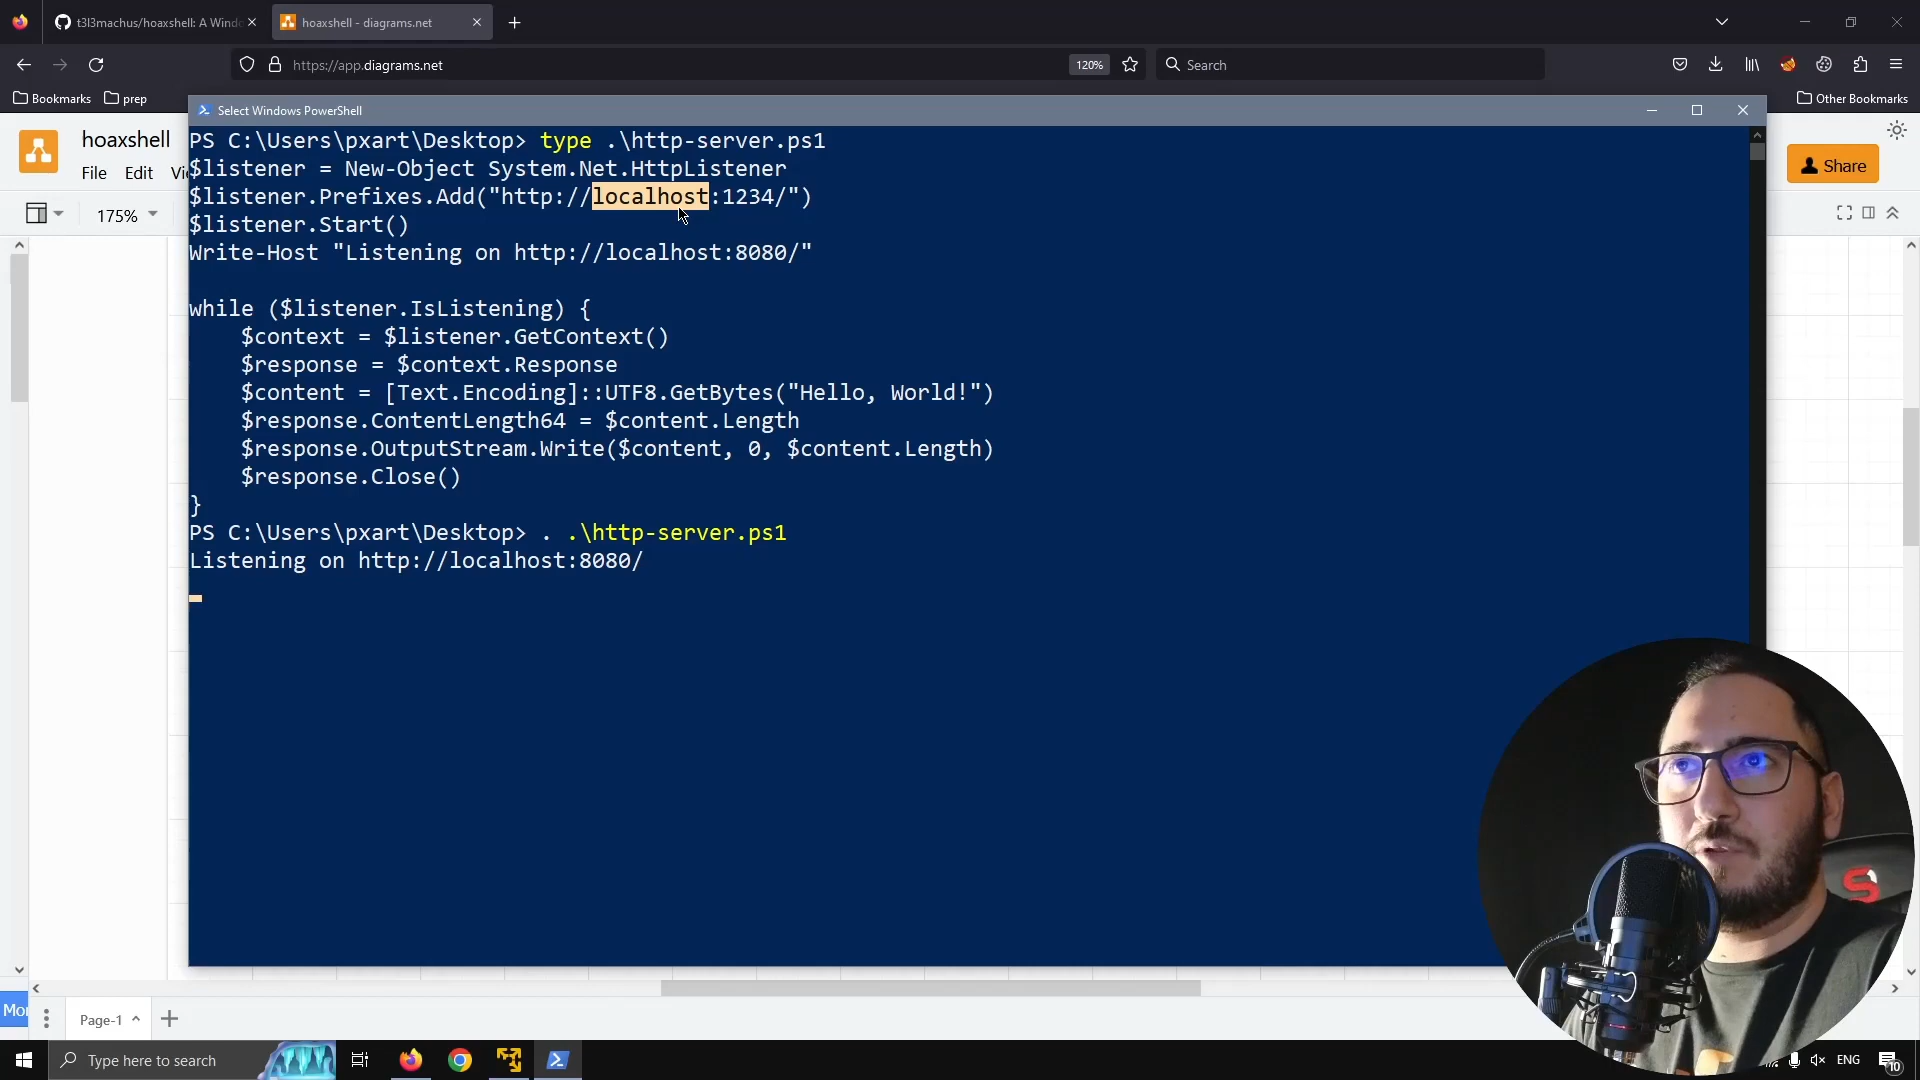 t3l3machus/hoaxshell: A Windo
hoaxshell - diagrams.net
https://app.diagrams.net
120%
Search
Bookmarks
prep
Other Bookmarks
Select Windows PowerShell
hoaxshell
File
Edit
Vi
Share
175%
PS C:\Users\pxart\Desktop> type .\http-server.ps1
$listener = New-Object System.Net.HttpListener
$listener.Prefixes.Add("http://localhost:1234/")
$listener.Start()
Write-Host "Listening on http://localhost:8080/"
while ($listener.IsListening) {
$context = $listener.GetContext()
$response = $context.Response
$content = [Text.Encoding]::UTF8.GetBytes("Hello, World!")
$response.ContentLength64 = $content.Length
$response.OutputStream.Write($content, 0, $content.Length)
$response.Close()
}
PS C:\Users\pxart\Desktop> . .\http-server.ps1
Listening on http://localhost:8080/
Mor
Page-1
Type here to search
ENG
10